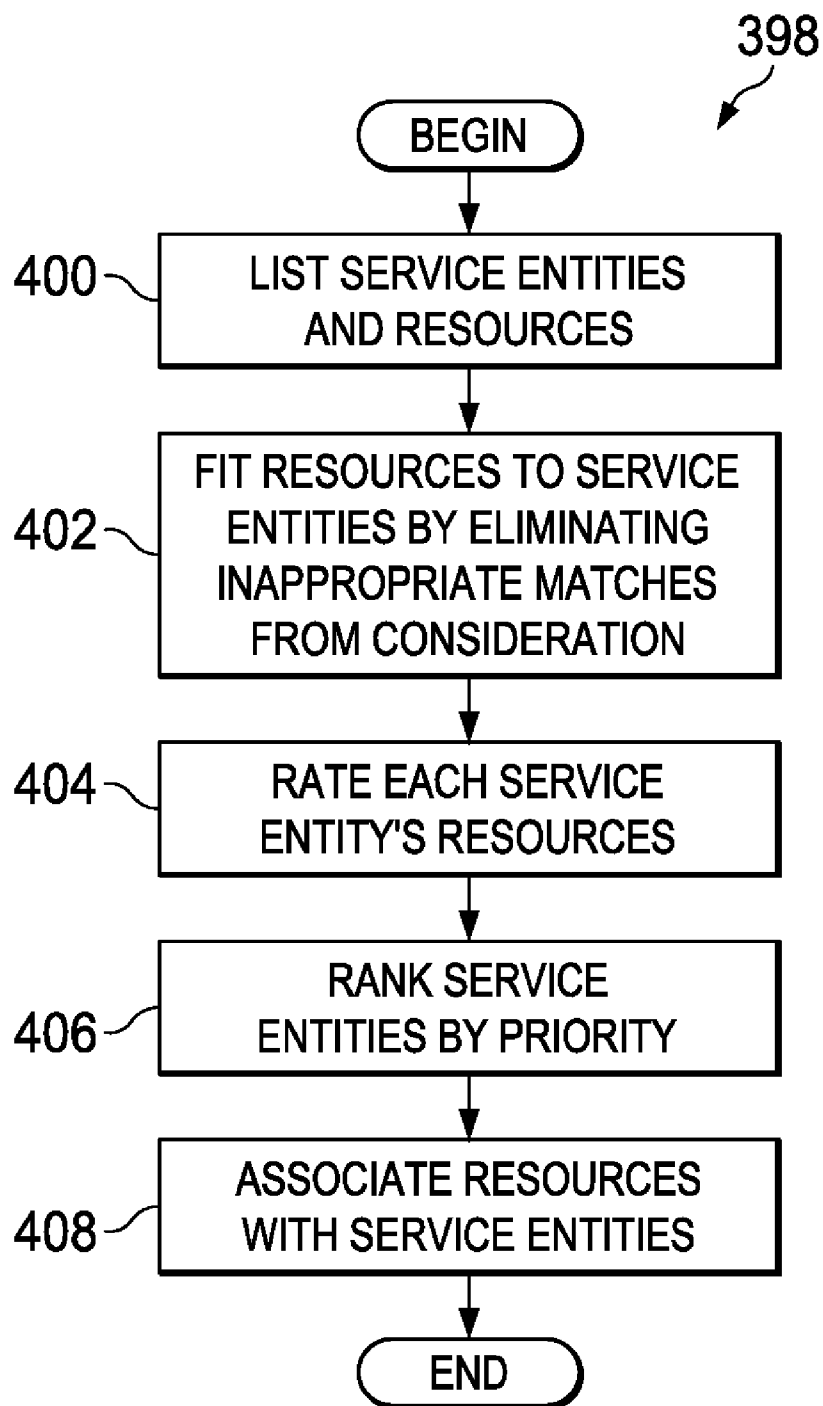 398
BEGIN
400
LIST SERVICE ENTITIES
AND RESOURCES
402
FIT RESOURCES TO SERVICE
ENTITIES BY ELIMINATING
INAPPROPRIATE MATCHES
FROM CONSIDERATION
404
RATE EACH SERVICE
ENTITY'S RESOURCES
406
RANK SERVICE
ENTITIES BY PRIORITY
408
ASSOCIATE RESOURCES
WITH SERVICE ENTITIES
END